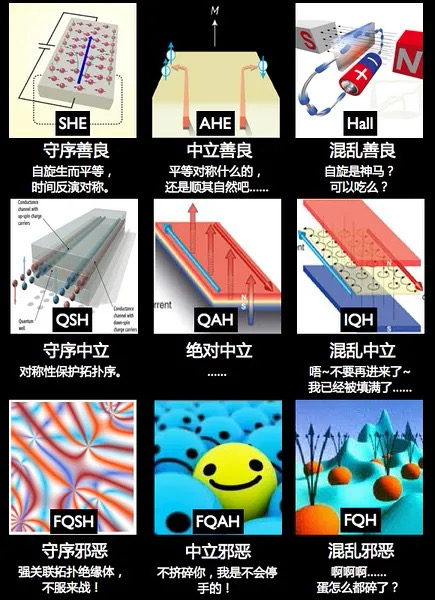 M
SHE
AHE
S
N
Hall
守序善良
中立善良
混乱善良
自旋生而平等，
时间反演对称。
平等对称什么的，
还是顺其自然吧......
自旋是神马？
可以吃么？
Conductance
channel with
up-spin charge
carriers
Quantum
well
Conductance
channel with
down-spin charge
carriers
QSH
rrent
N
S
QAH
rrent
IQH
守序中立
绝对中立
混乱中立
对称性保护拓扑序。
......
唔~不要再进来了~
我已经被填满了......
FQSH
FQAH
FQH
守序邪恶
中立邪恶
混乱邪恶
强关联拓扑绝缘体，
不服来战！
不挤碎你，我是不会停
手的！
啊啊啊......
蛋怎么都碎了？